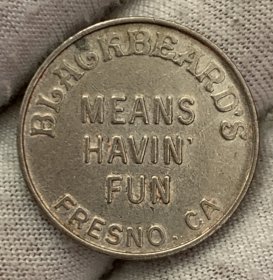 BLACKBEARD'S
MEANS
HAVIN'
FUN
FRESNO, CA